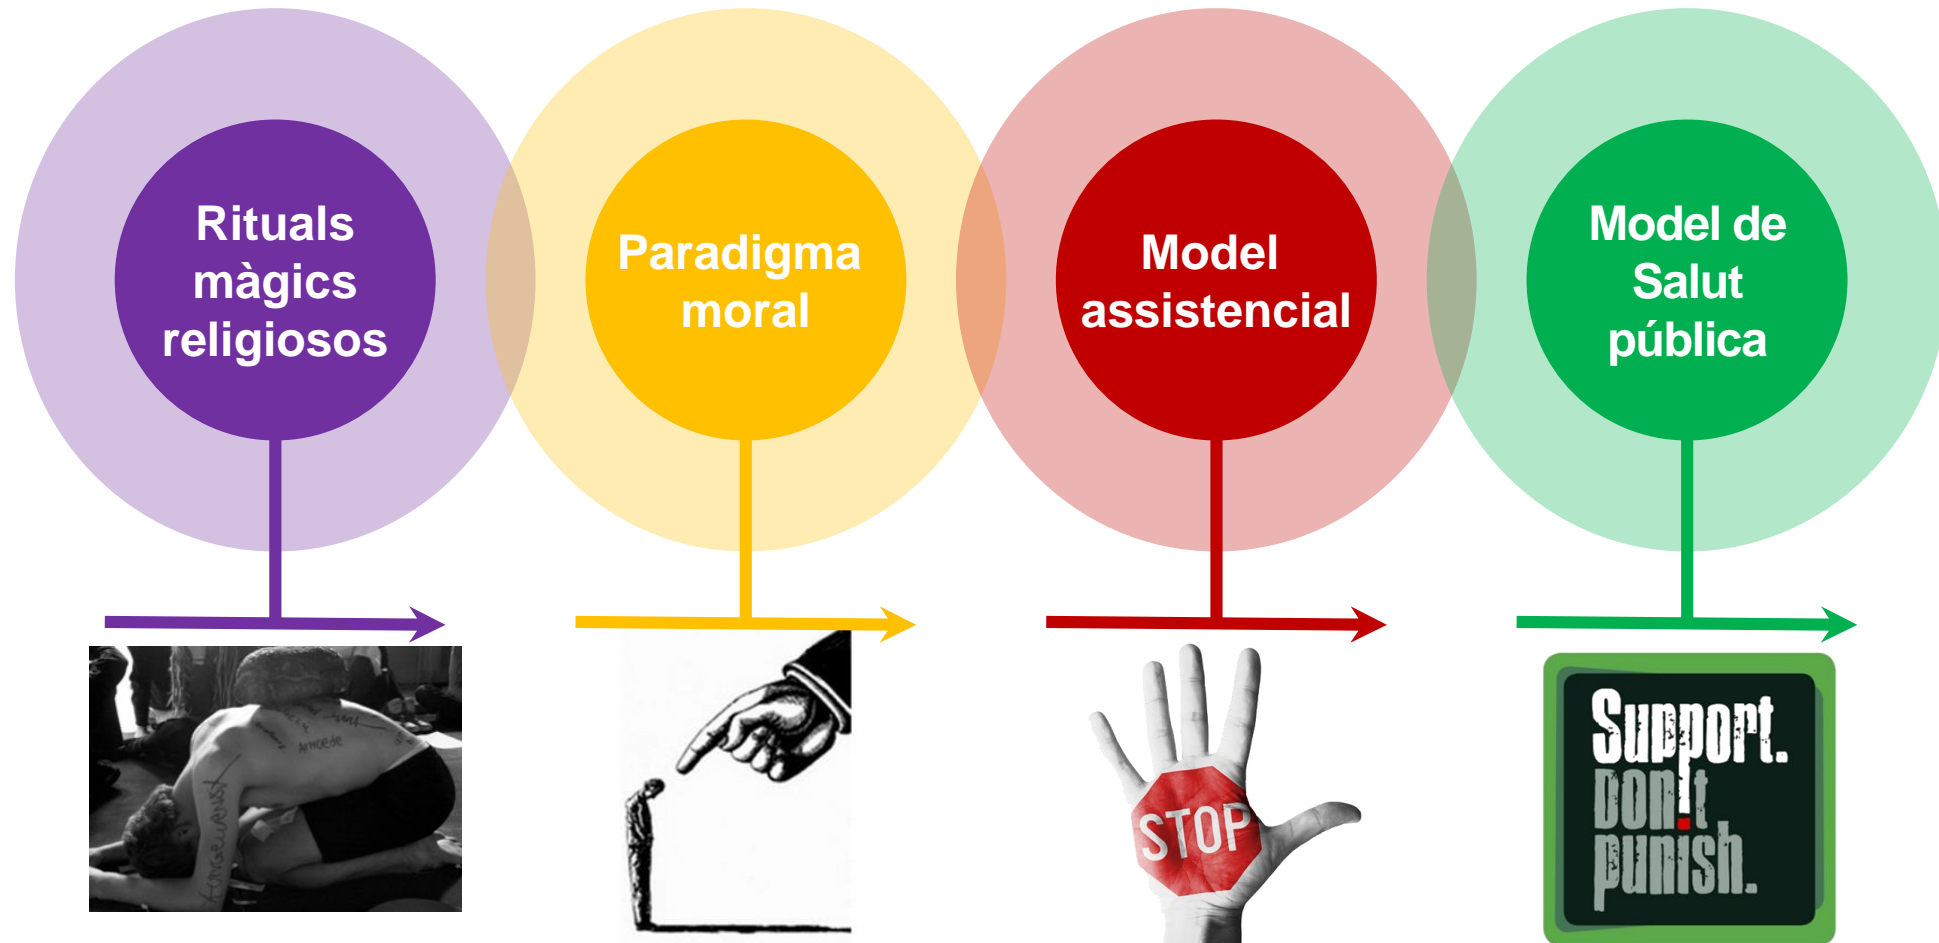 Rituals
màgics
religiosos
Paradigma
moral
Model
assistencial
Model de
Salut
pública
STOP
Support.
Don't
punish.